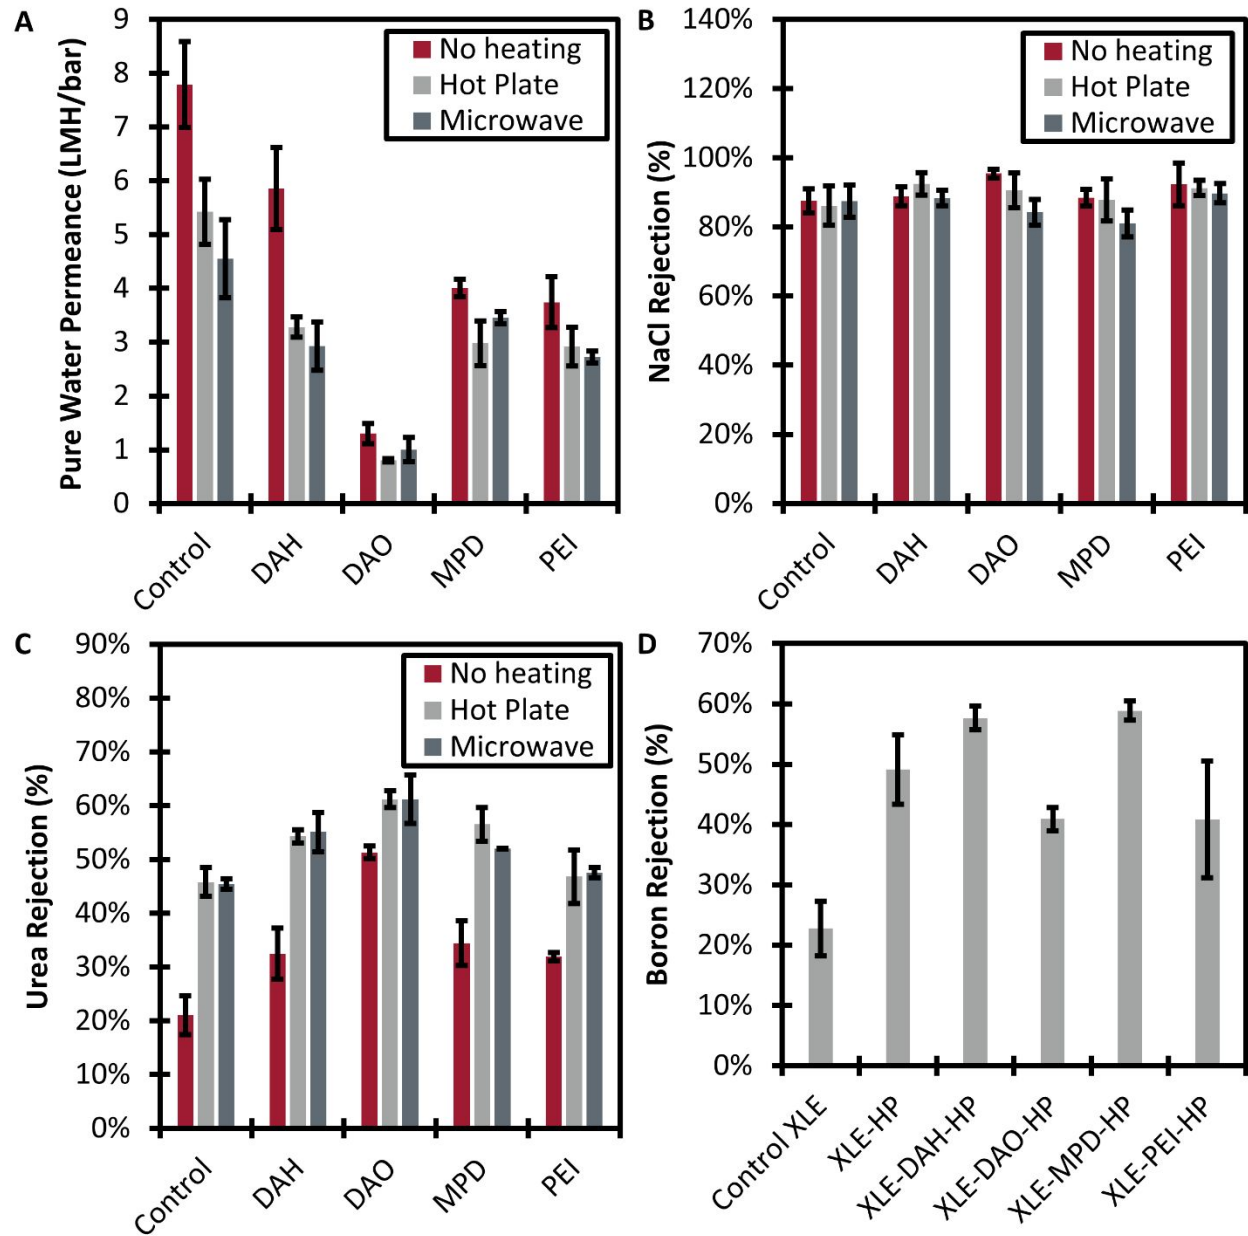 A
Pure Water Permeance (LMH/bar)
9
8
7
6
5
4
3
2
1
0
No heating
Hot Plate
Microwave
Control
DAH
DAO
MPD
PEI
B
NaCl Rejection (%)
140%
120%
100%
80%
60%
40%
20%
0%
No heating
Hot Plate
Microwave
Control
DAH
DAO
MPD
PEI
C
Urea Rejection (%)
90%
80%
70%
60%
50%
40%
30%
20%
10%
0%
No heating
Hot Plate
Microwave
Control
DAH
DAO
MPD
PEI
D
Boron Rejection (%)
70%
60%
50%
40%
30%
20%
10%
0%
Control XLE
XLE-HP
XLE-DAH-HP
XLE-DAO-HP
XLE-MPD-HP
XLE-PEI-HP